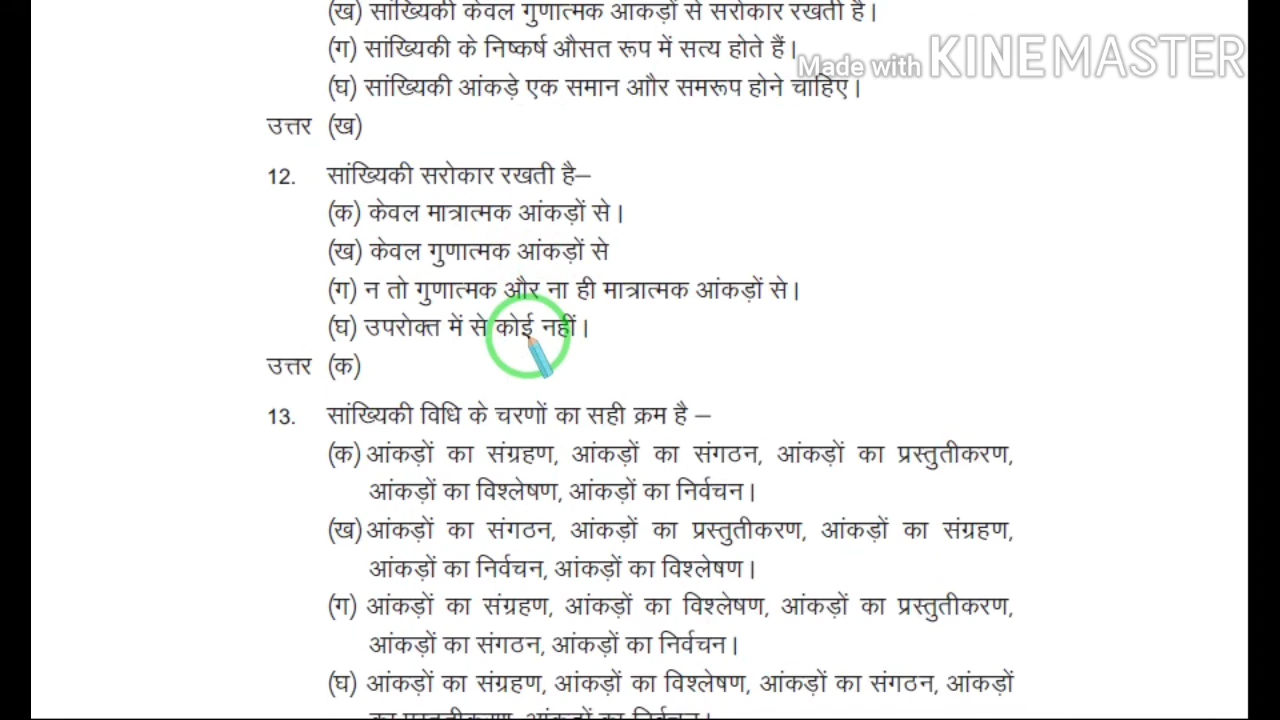 (ख) सांख्यिकी केवल गुणात्मक आकड़ों से सरोकार रखती है।
(ग) सांख्यिकी के निष्कर्ष औसत रूप में सत्य होते हैं।
Made with KINEMASTER
(घ) सांख्यिकी आंकड़े एक समान आौर समरूप होने चाहिए।
उत्तर (ख)
12. सांख्यिकी सरोकार रखती है–
(क) केवल मात्रात्मक आंकड़ों से।
(ख) केवल गुणात्मक आंकड़ों से
(ग) न तो गुणात्मक और ना ही मात्रात्मक आंकड़ों से।
(घ) उपरोक्त में से कोई नहीं।
उत्तर (क)
13. सांख्यिकी विधि के चरणों का सही क्रम है –
(क) आंकड़ों का संग्रहण, आंकड़ों का संगठन, आंकड़ों का प्रस्तुतीकरण,
आंकड़ों का विश्लेषण, आंकड़ों का निर्वचन।
(ख) आंकड़ों का संगठन, आंकड़ों का प्रस्तुतीकरण, आंकड़ों का संग्रहण,
आंकड़ों का निर्वचन, आंकड़ों का विश्लेषण।
(ग) आंकड़ों का संग्रहण, आंकड़ों का विश्लेषण, आंकड़ों का प्रस्तुतीकरण,
आंकड़ों का संगठन, आंकड़ों का निर्वचन।
(घ) आंकड़ों का संग्रहण, आंकड़ों का विश्लेषण, आंकड़ों का संगठन, आंकड़ों
का प्रस्तुतीकरण, आंकड़ों का निर्वचन।